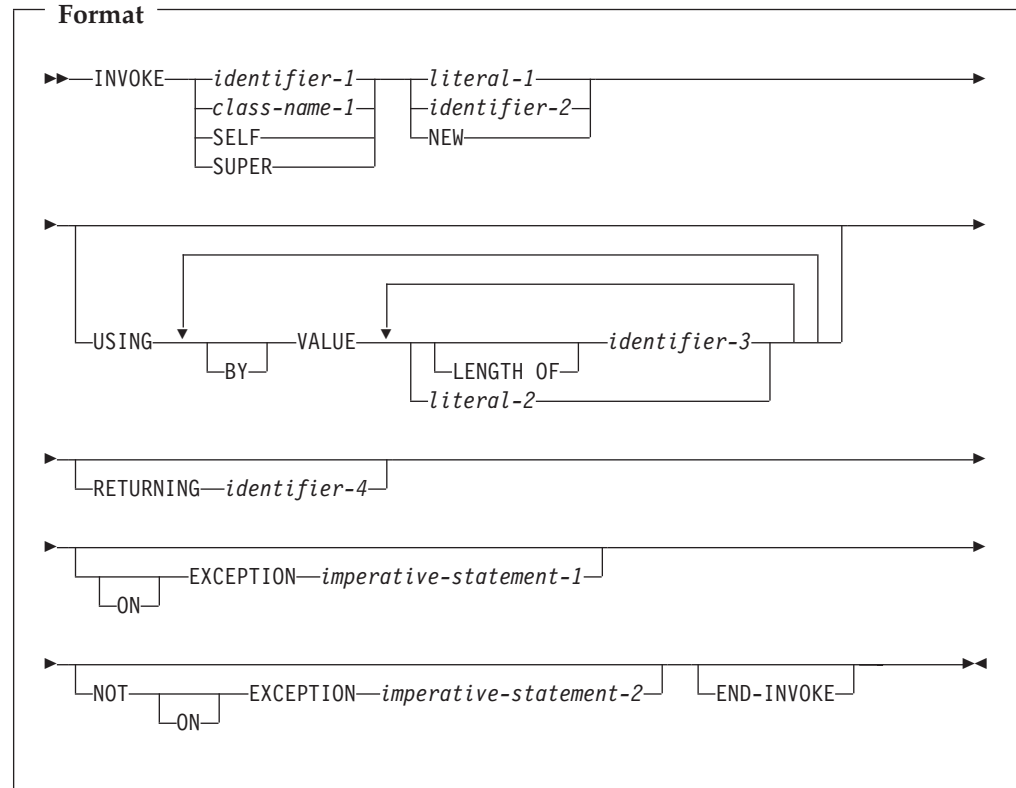 Format
INVOKE identifier-1 literal-1
class-name-1 identifier-2
SELF NEW
SUPER
USING VALUE identifier-3
BY LENGTH OF
literal-2
RETURNING identifier-4
EXCEPTION imperative-statement-1
ON
NOT EXCEPTION imperative-statement-2 END-INVOKE
ON